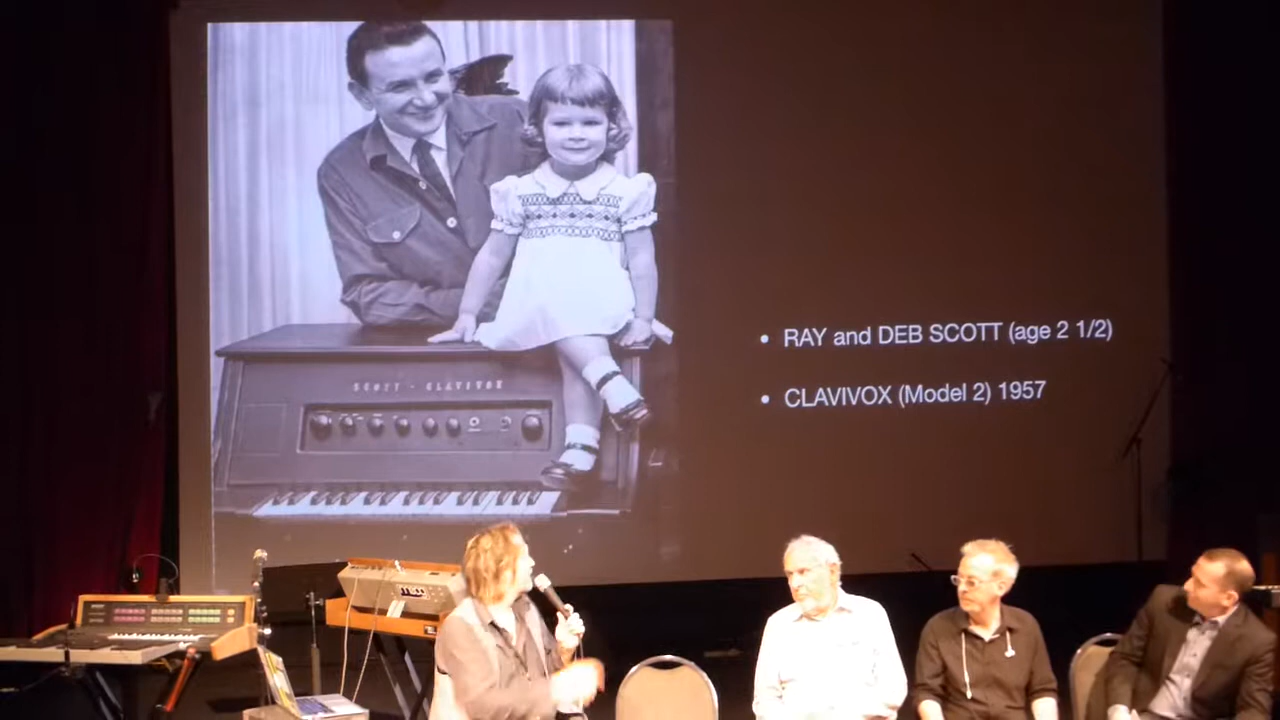 SCOTT - CLAVIVOX
• RAY and DEB SCOTT (age 2 1/2)
• CLAVIVOX (Model 2) 1957